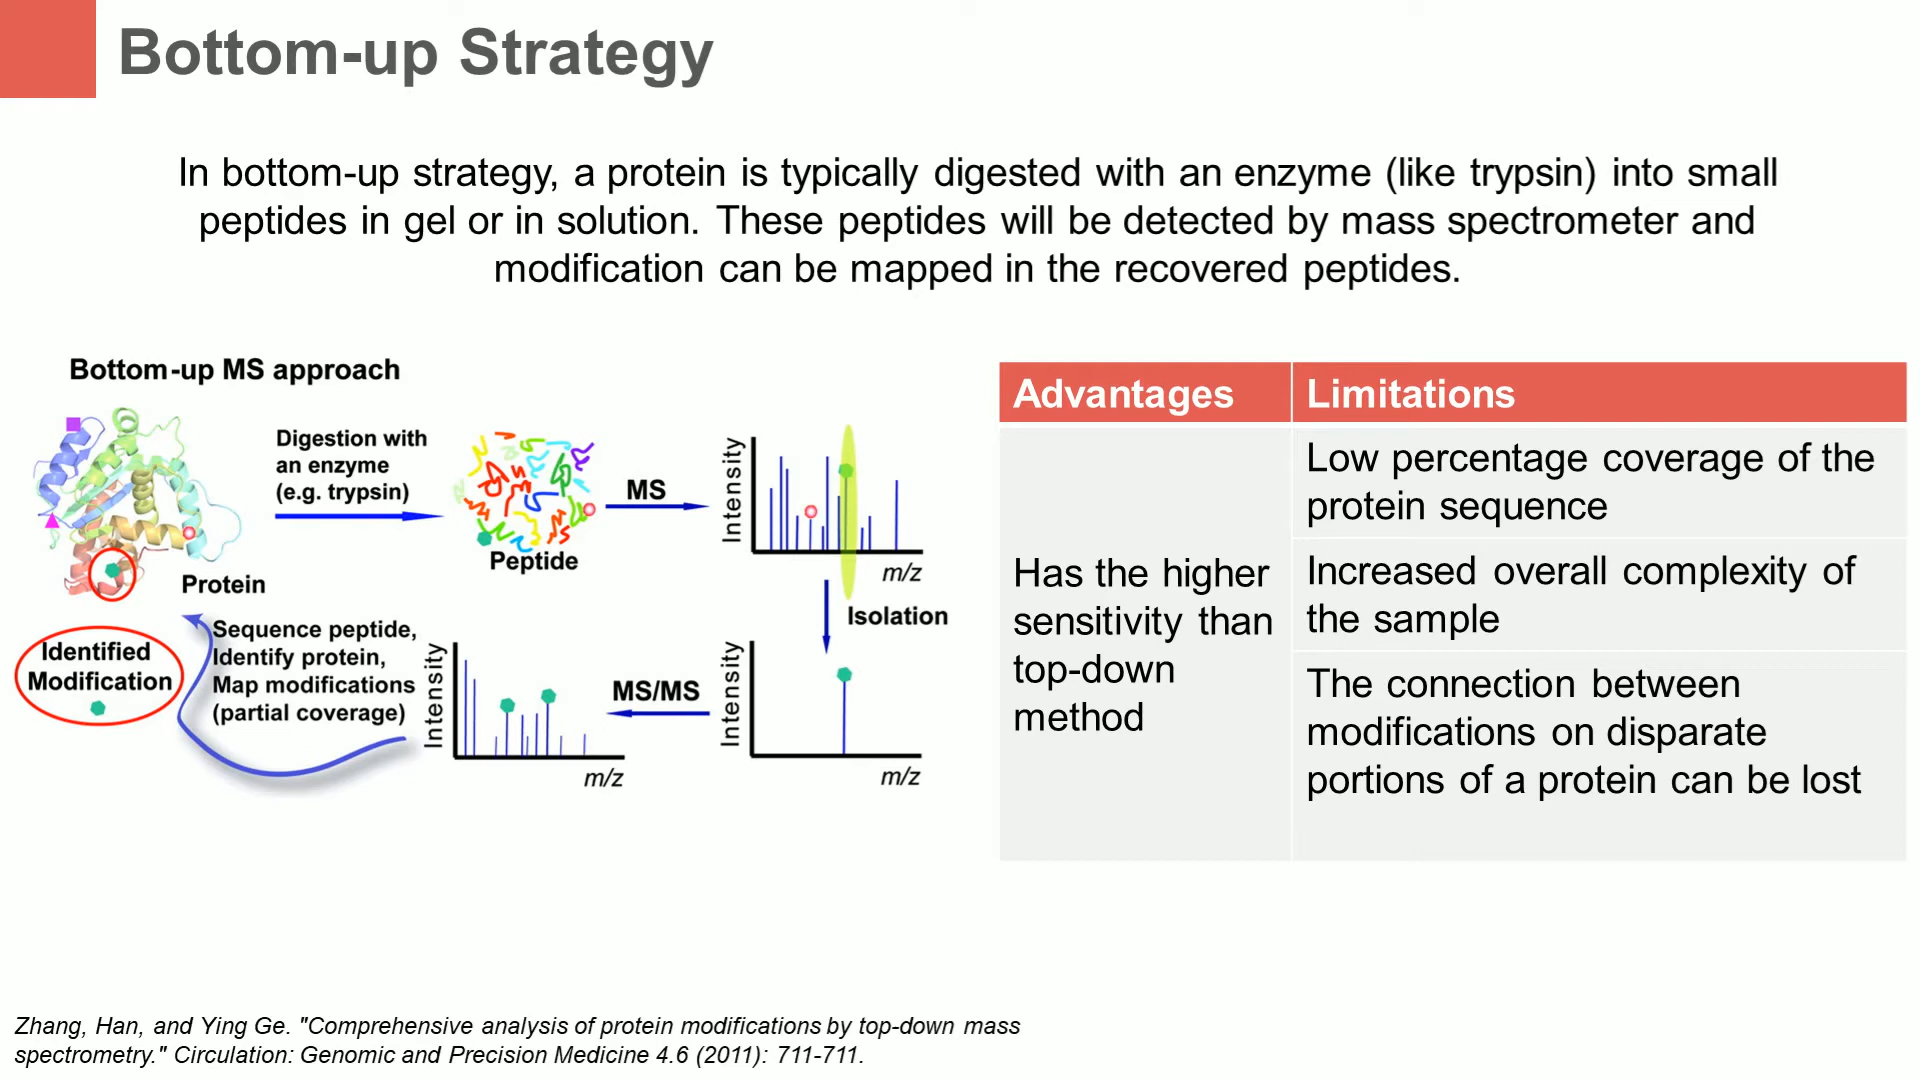 Bottom-up Strategy
In bottom-up strategy, a protein is typically digested with an enzyme (like trypsin) into small
peptides in gel or in solution. These peptides will be detected by mass spectrometer and
modification can be mapped in the recovered peptides.
Bottom-up MS approach
Digestion with
an enzyme
(e.g. trypsin)
Protein
Peptide
MS
Intensity
m/z
Isolation
Intensity
m/z
MS/MS
Intensity
m/z
Sequence peptide,
Identify protein,
Map modifications
(partial coverage)
Identified
Modification
Advantages
Has the higher
sensitivity than
top-down
method
Limitations
Low percentage coverage of the
protein sequence
Increased overall complexity of
the sample
The connection between
modifications on disparate
portions of a protein can be lost
Zhang, Han, and Ying Ge. "Comprehensive analysis of protein modifications by top-down mass
spectrometry." Circulation: Genomic and Precision Medicine 4.6 (2011): 711-711.